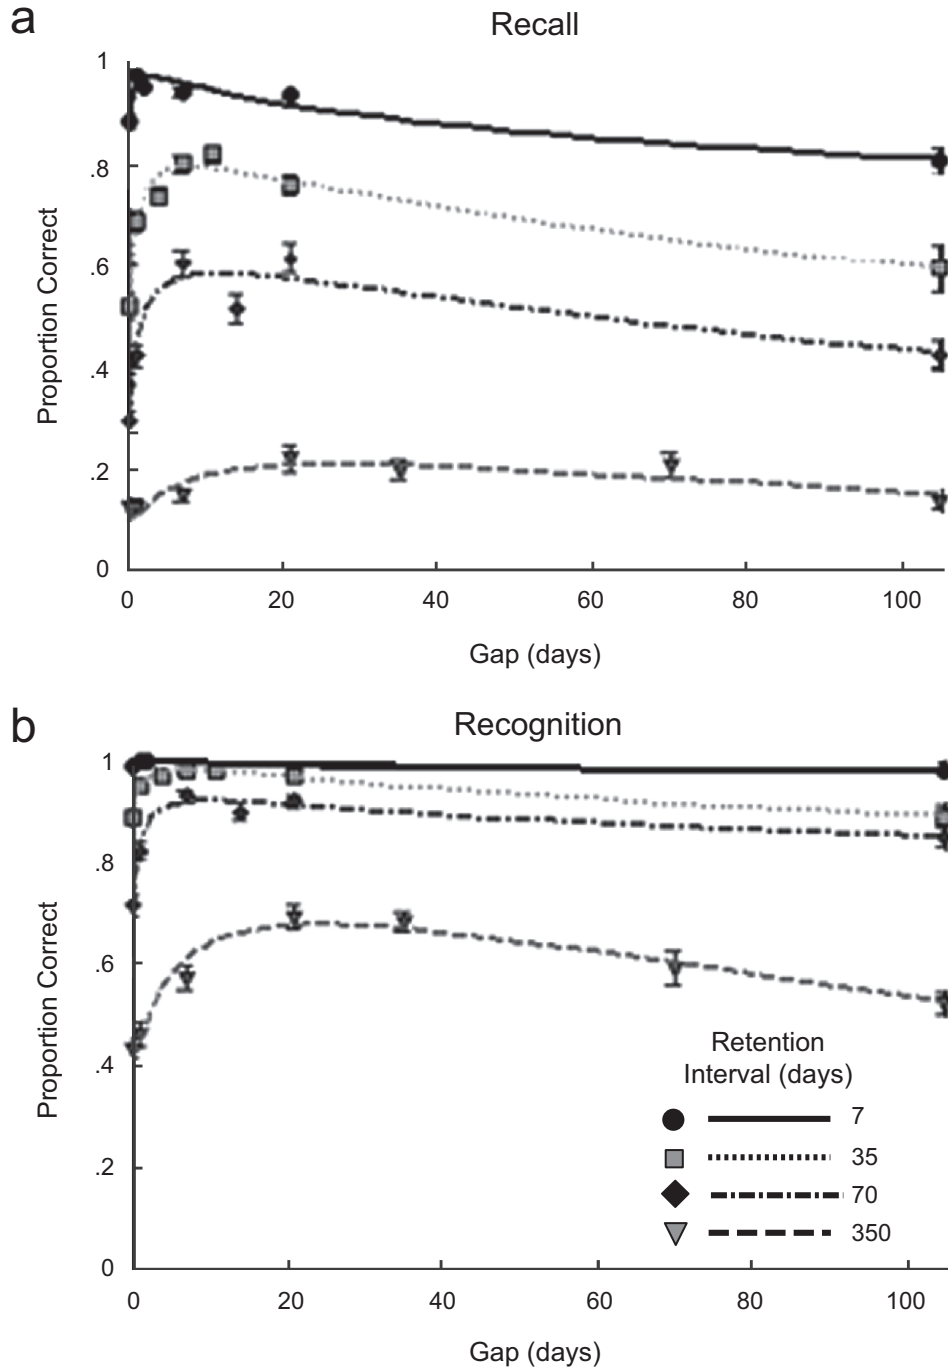 a
Recall
1
.8
.6
.4
.2
0
Proportion Correct
0 20 40 60 80 100
Gap (days)
b
Recognition
1
.8
.6
.4
.2
0
Proportion Correct
Retention
Interval (days)
7
35
70
350
0 20 40 60 80 100
Gap (days)